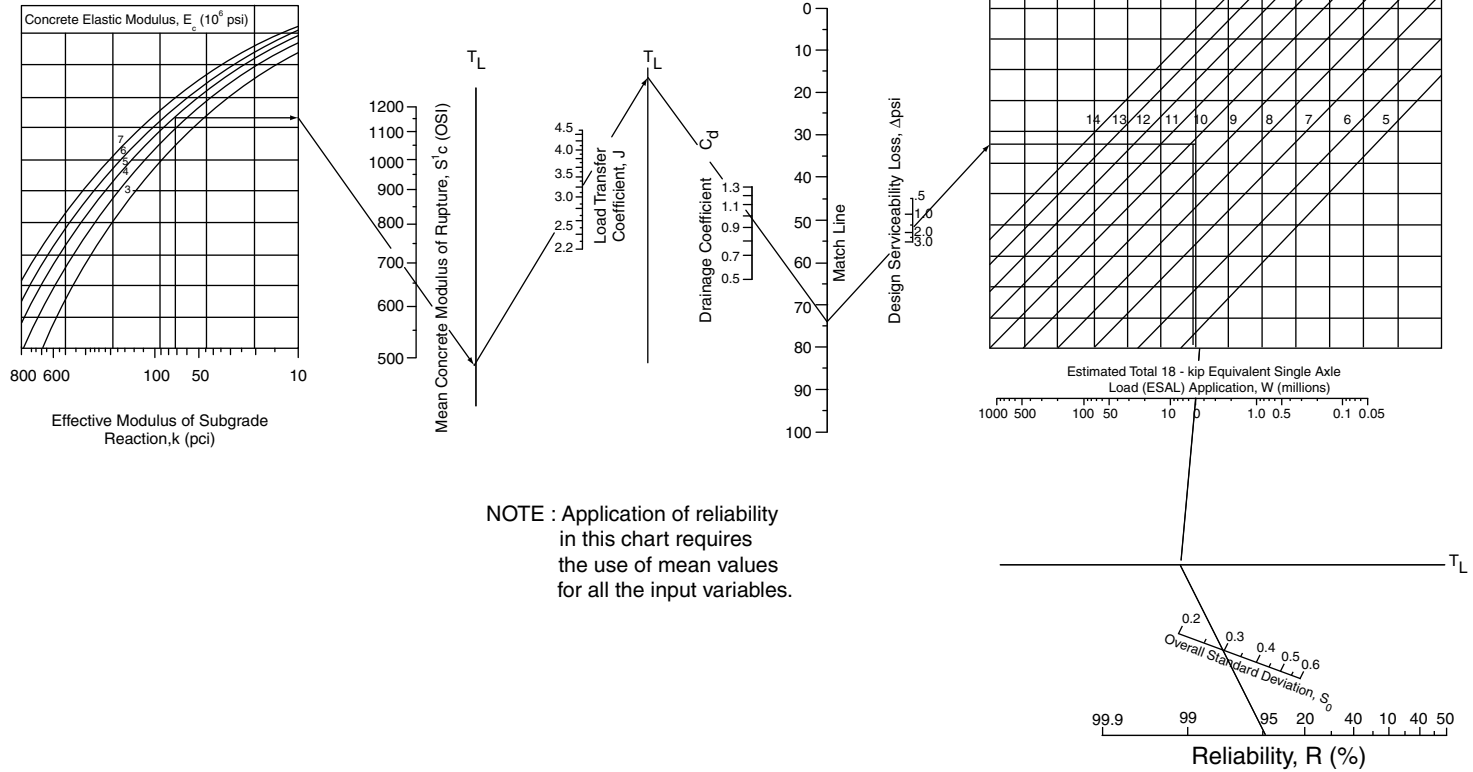 Concrete Elastic Modulus, E c (10⁶ psi)
7
6
5
4
3
800 600 100 50 10
Effective Modulus of Subgrade
Reaction,k (pci)
1200
1100
1000
900
800
700
600
500
Mean Concrete Modulus of Rupture, S¹c (OSI)
TL
4.5
4.0
3.5
3.0
2.5
2.2
Load Transfer
Coefficient, J
TL
Drainage Coefficient Cd
1.3
1.1
0.9
0.7
0.5
0
10
20
30
40
50
60
70
80
90
100
Match Line
Design Serviceability Loss, Δpsi
.5
1.0
2.0
3.0
14 13 12 11 10 9 8 7 6 5
Estimated Total 18 - kip Equivalent Single Axle
Load (ESAL) Application, W (millions)
1000 500 100 50 10 0 1.0 0.5 0.1 0.05
NOTE : Application of reliability
in this chart requires
the use of mean values
for all the input variables.
TL
0.2 0.3 0.4 0.5 0.6
Overall Standard Deviation, S0
99.9 99 95 20 40 10 40 50
Reliability, R (%)